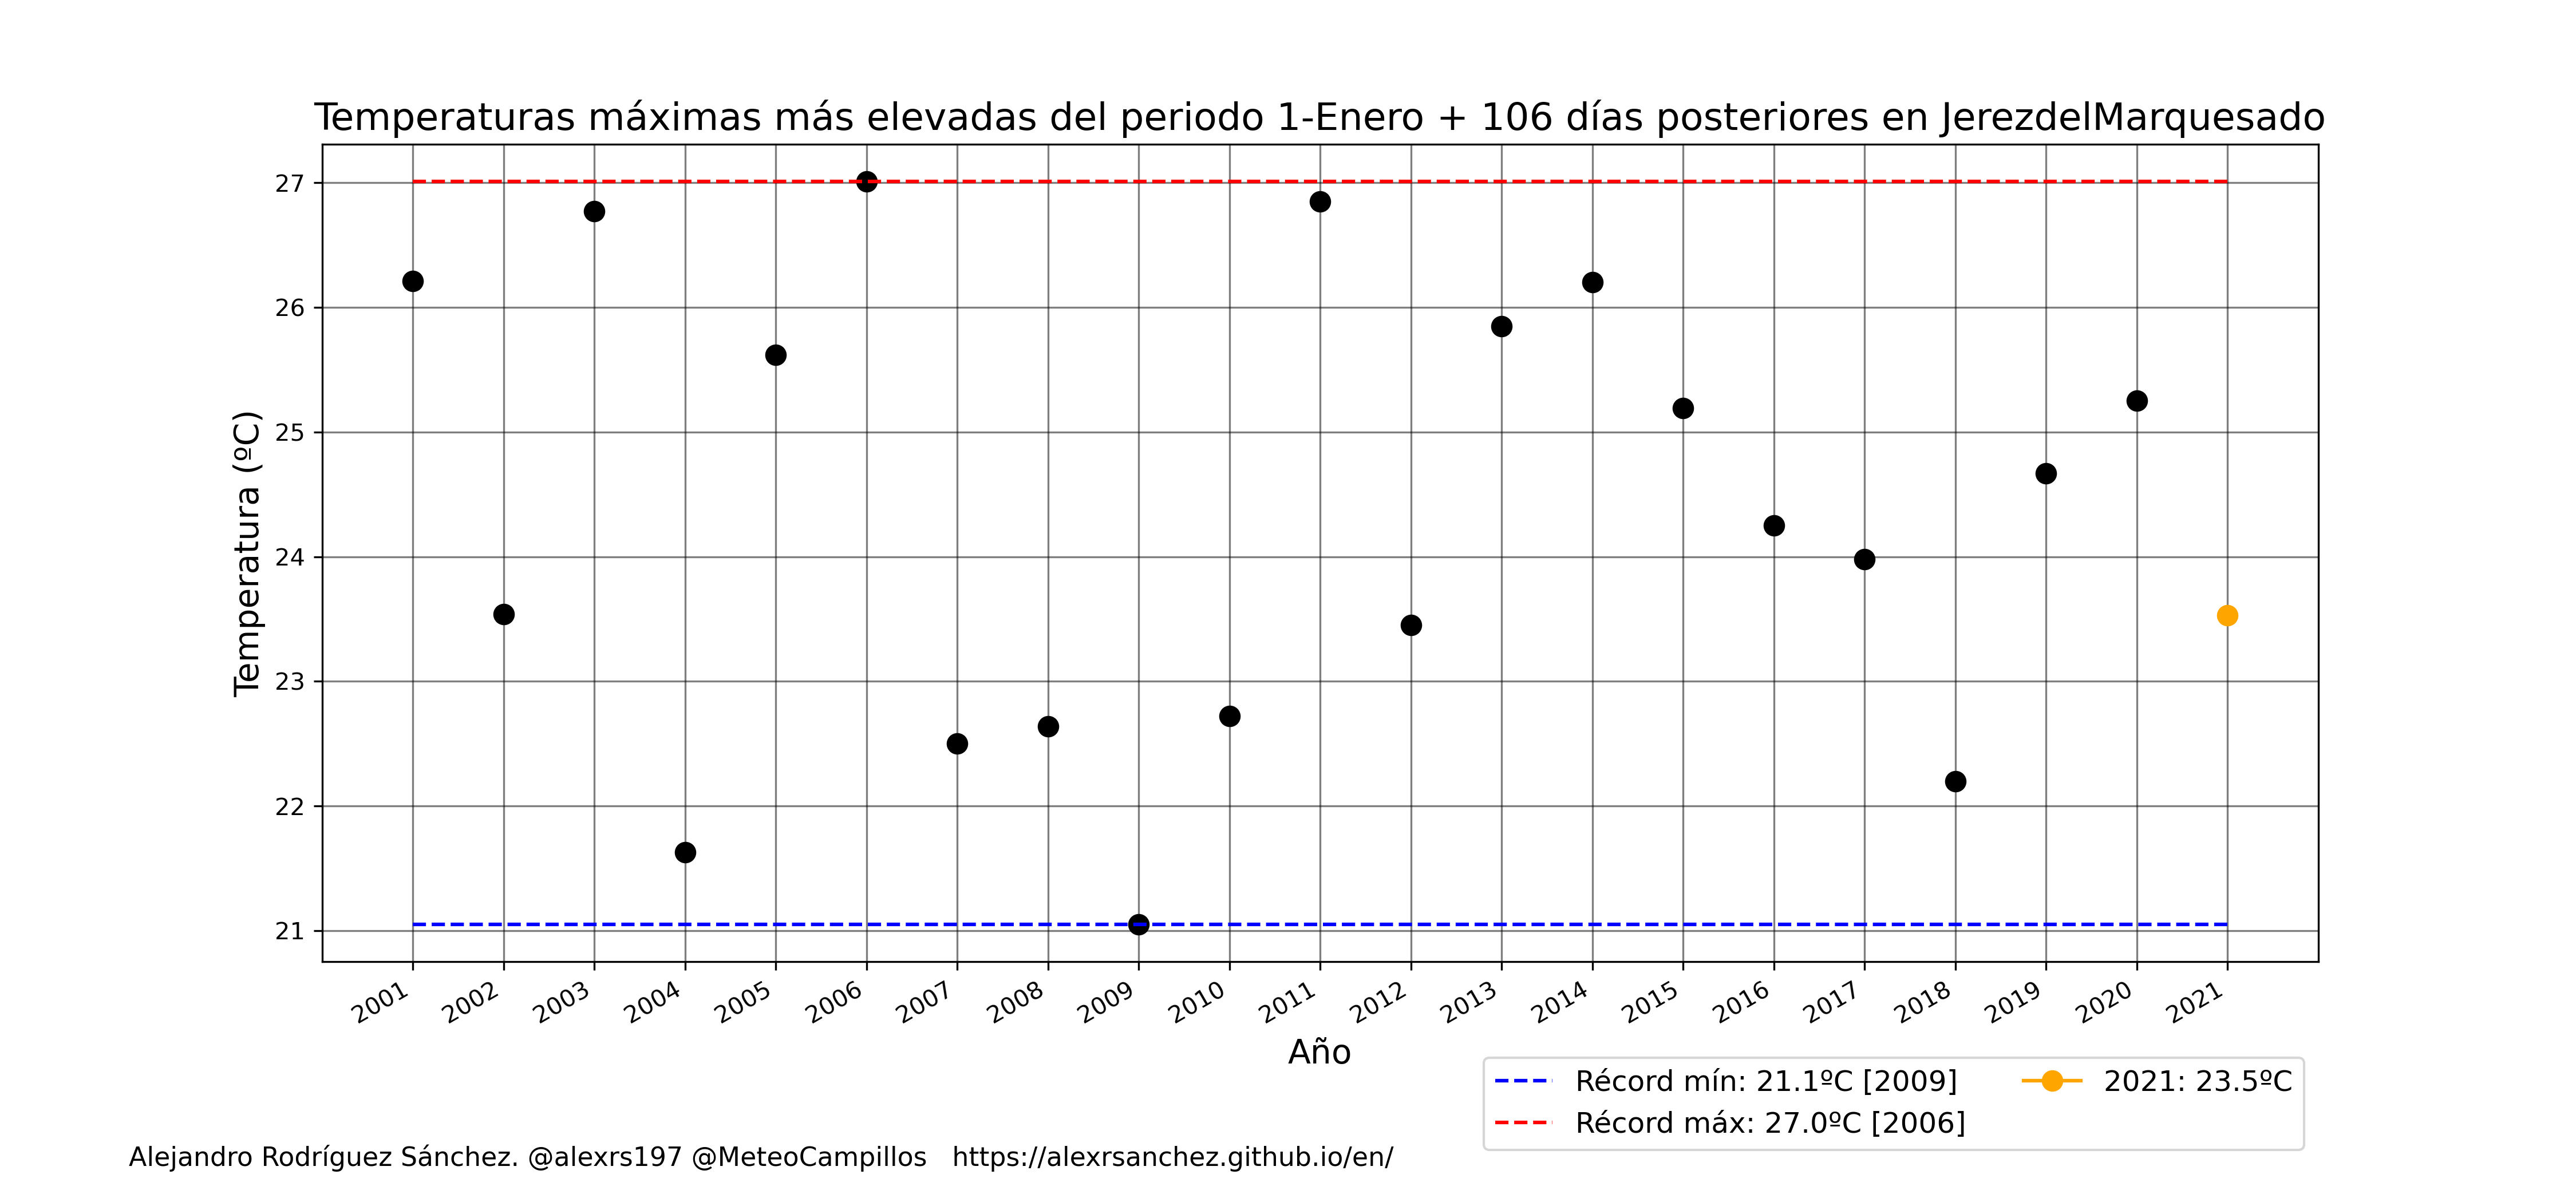 Temperaturas máximas más elevadas del periodo 1-Enero + 106 días posteriores en JerezdelMarquesado
Temperatura (ºC)
27
26
25
24
23
22
21
2001 2002 2003 2004 2005 2006 2007 2008 2009 2010 2011 2012 2013 2014 2015 2016 2017 2018 2019 2020 2021
Año
Récord mín: 21.1ºC [2009]
Récord máx: 27.0ºC [2006]
2021: 23.5ºC
Alejandro Rodríguez Sánchez. @alexrs197 @MeteoCampillos https://alexrsanchez.github.io/en/